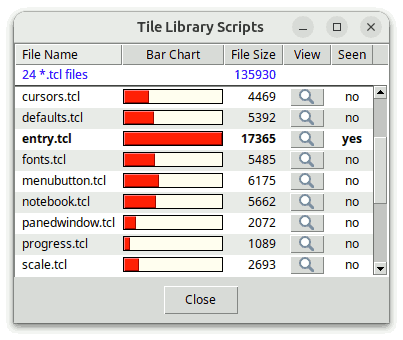 Tile Library Scripts
File Name Bar Chart File Size View Seen
24 *.tcl files 135930
cursors.tcl 4469 no
defaults.tcl 5392 no
entry.tcl 17365 yes
fonts.tcl 5485 no
menubutton.tcl 6175 no
notebook.tcl 5662 no
panedwindow.tcl 2072 no
progress.tcl 1089 no
scale.tcl 2693 no
Close